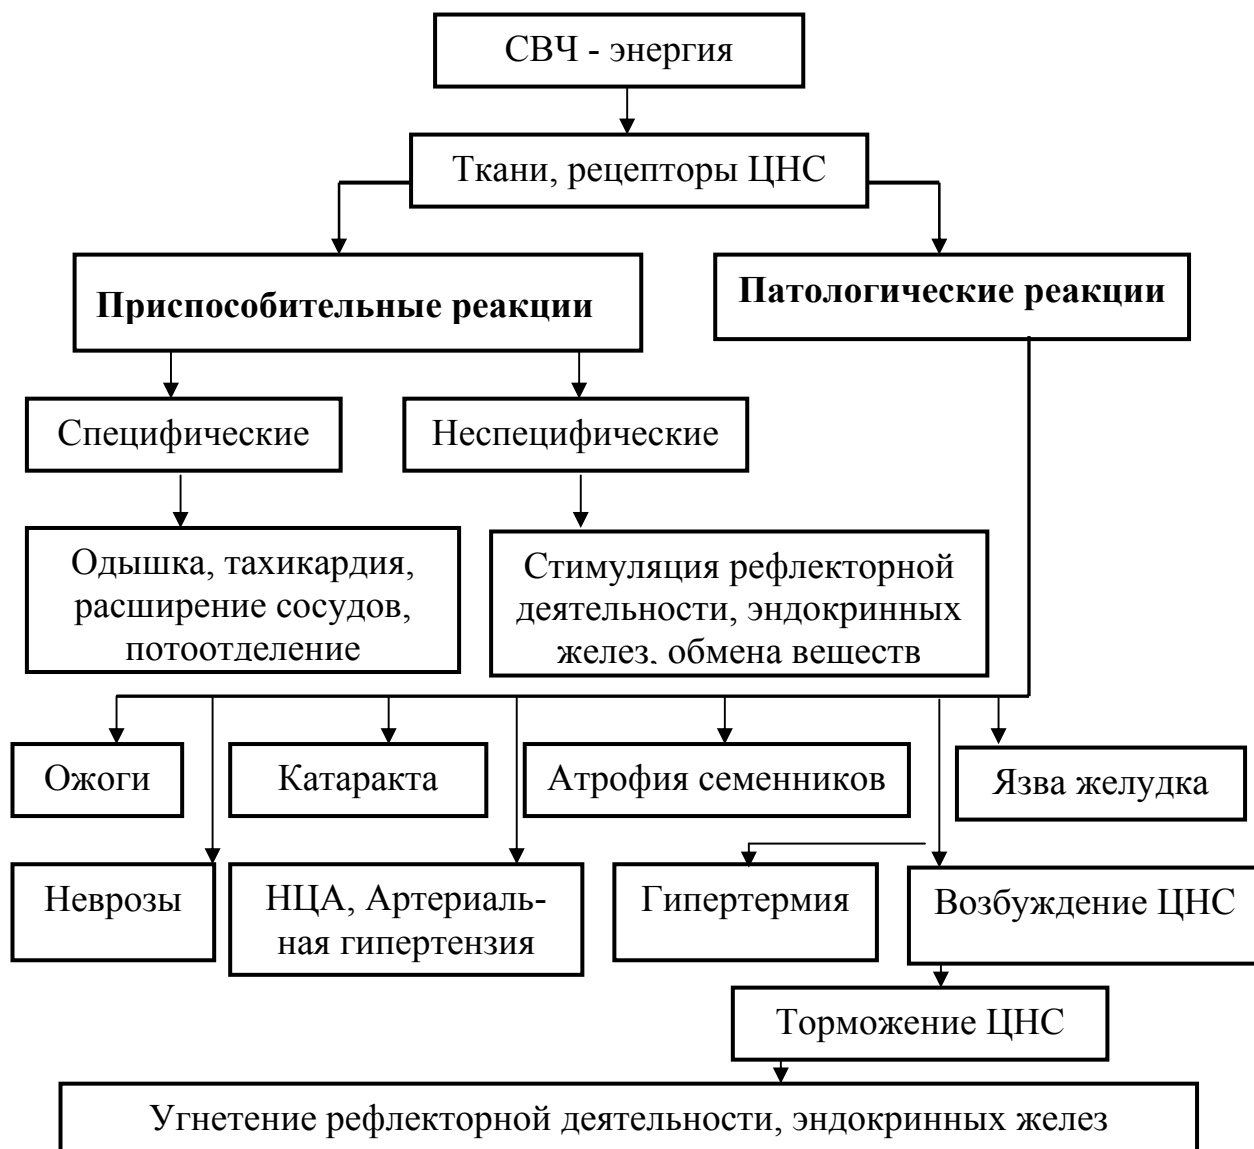 СВЧ - энергия
Ткани, рецепторы ЦНС
Приспособительные реакции
Патологические реакции
Специфические
Неспецифические
Одышка, тахикардия,
расширение сосудов,
потоотделение
Стимуляция рефлекторной
деятельности, эндокринных
желез, обмена веществ
Ожоги
Катаракта
Атрофия семенников
Язва желудка
Неврозы
НЦА, Артериаль-
ная гипертензия
Гипертермия
Возбуждение ЦНС
Торможение ЦНС
Угнетение рефлекторной деятельности, эндокринных желез